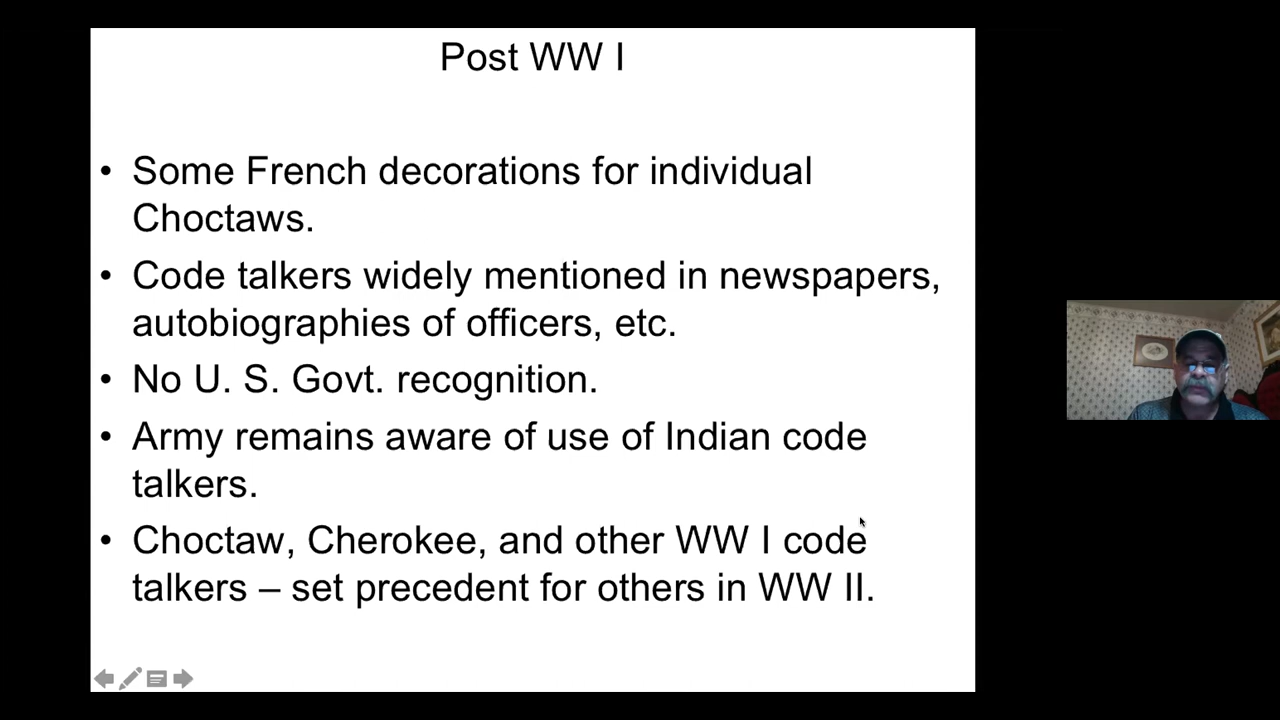 Post WW I
• Some French decorations for individual
Choctaws.
• Code talkers widely mentioned in newspapers,
autobiographies of officers, etc.
• No U. S. Govt. recognition.
• Army remains aware of use of Indian code
talkers.
• Choctaw, Cherokee, and other WW I code
talkers – set precedent for others in WW II.